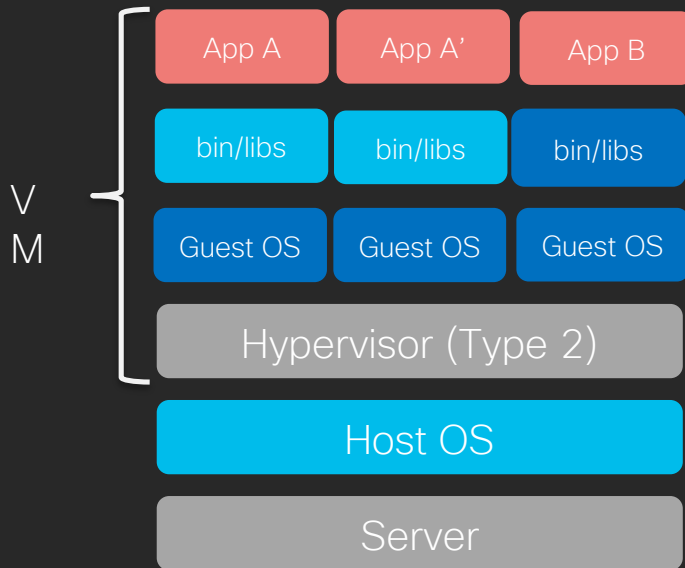 App A
App A’
App B
bin/libs
bin/libs
bin/libs
V
M
Guest OS
Guest OS
Guest OS
Hypervisor (Type 2)
Host OS
Server